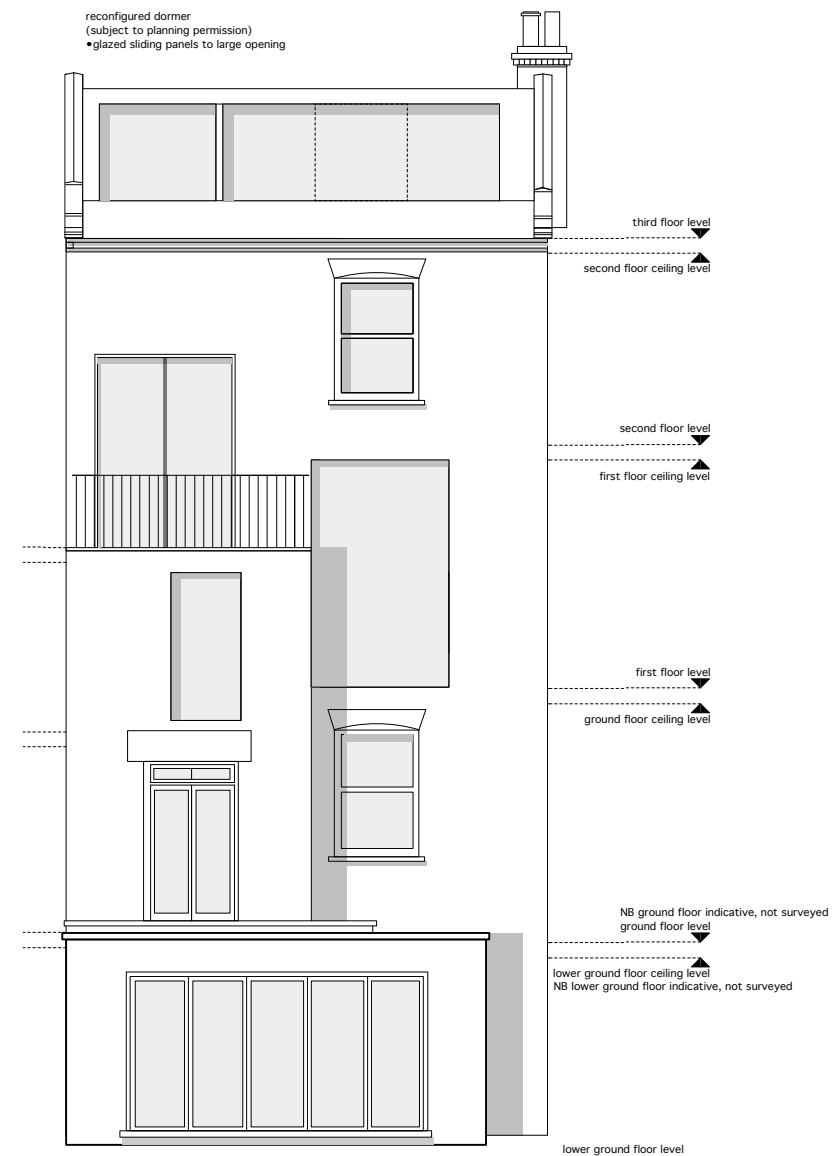 reconfigured dormer
(subject to planning permission)
•glazed sliding panels to large opening
third floor level
second floor ceiling level
second floor level
first floor ceiling level
first floor level
ground floor ceiling level
NB ground floor indicative, not surveyed
ground floor level
lower ground floor ceiling level
NB lower ground floor indicative, not surveyed
lower ground floor level